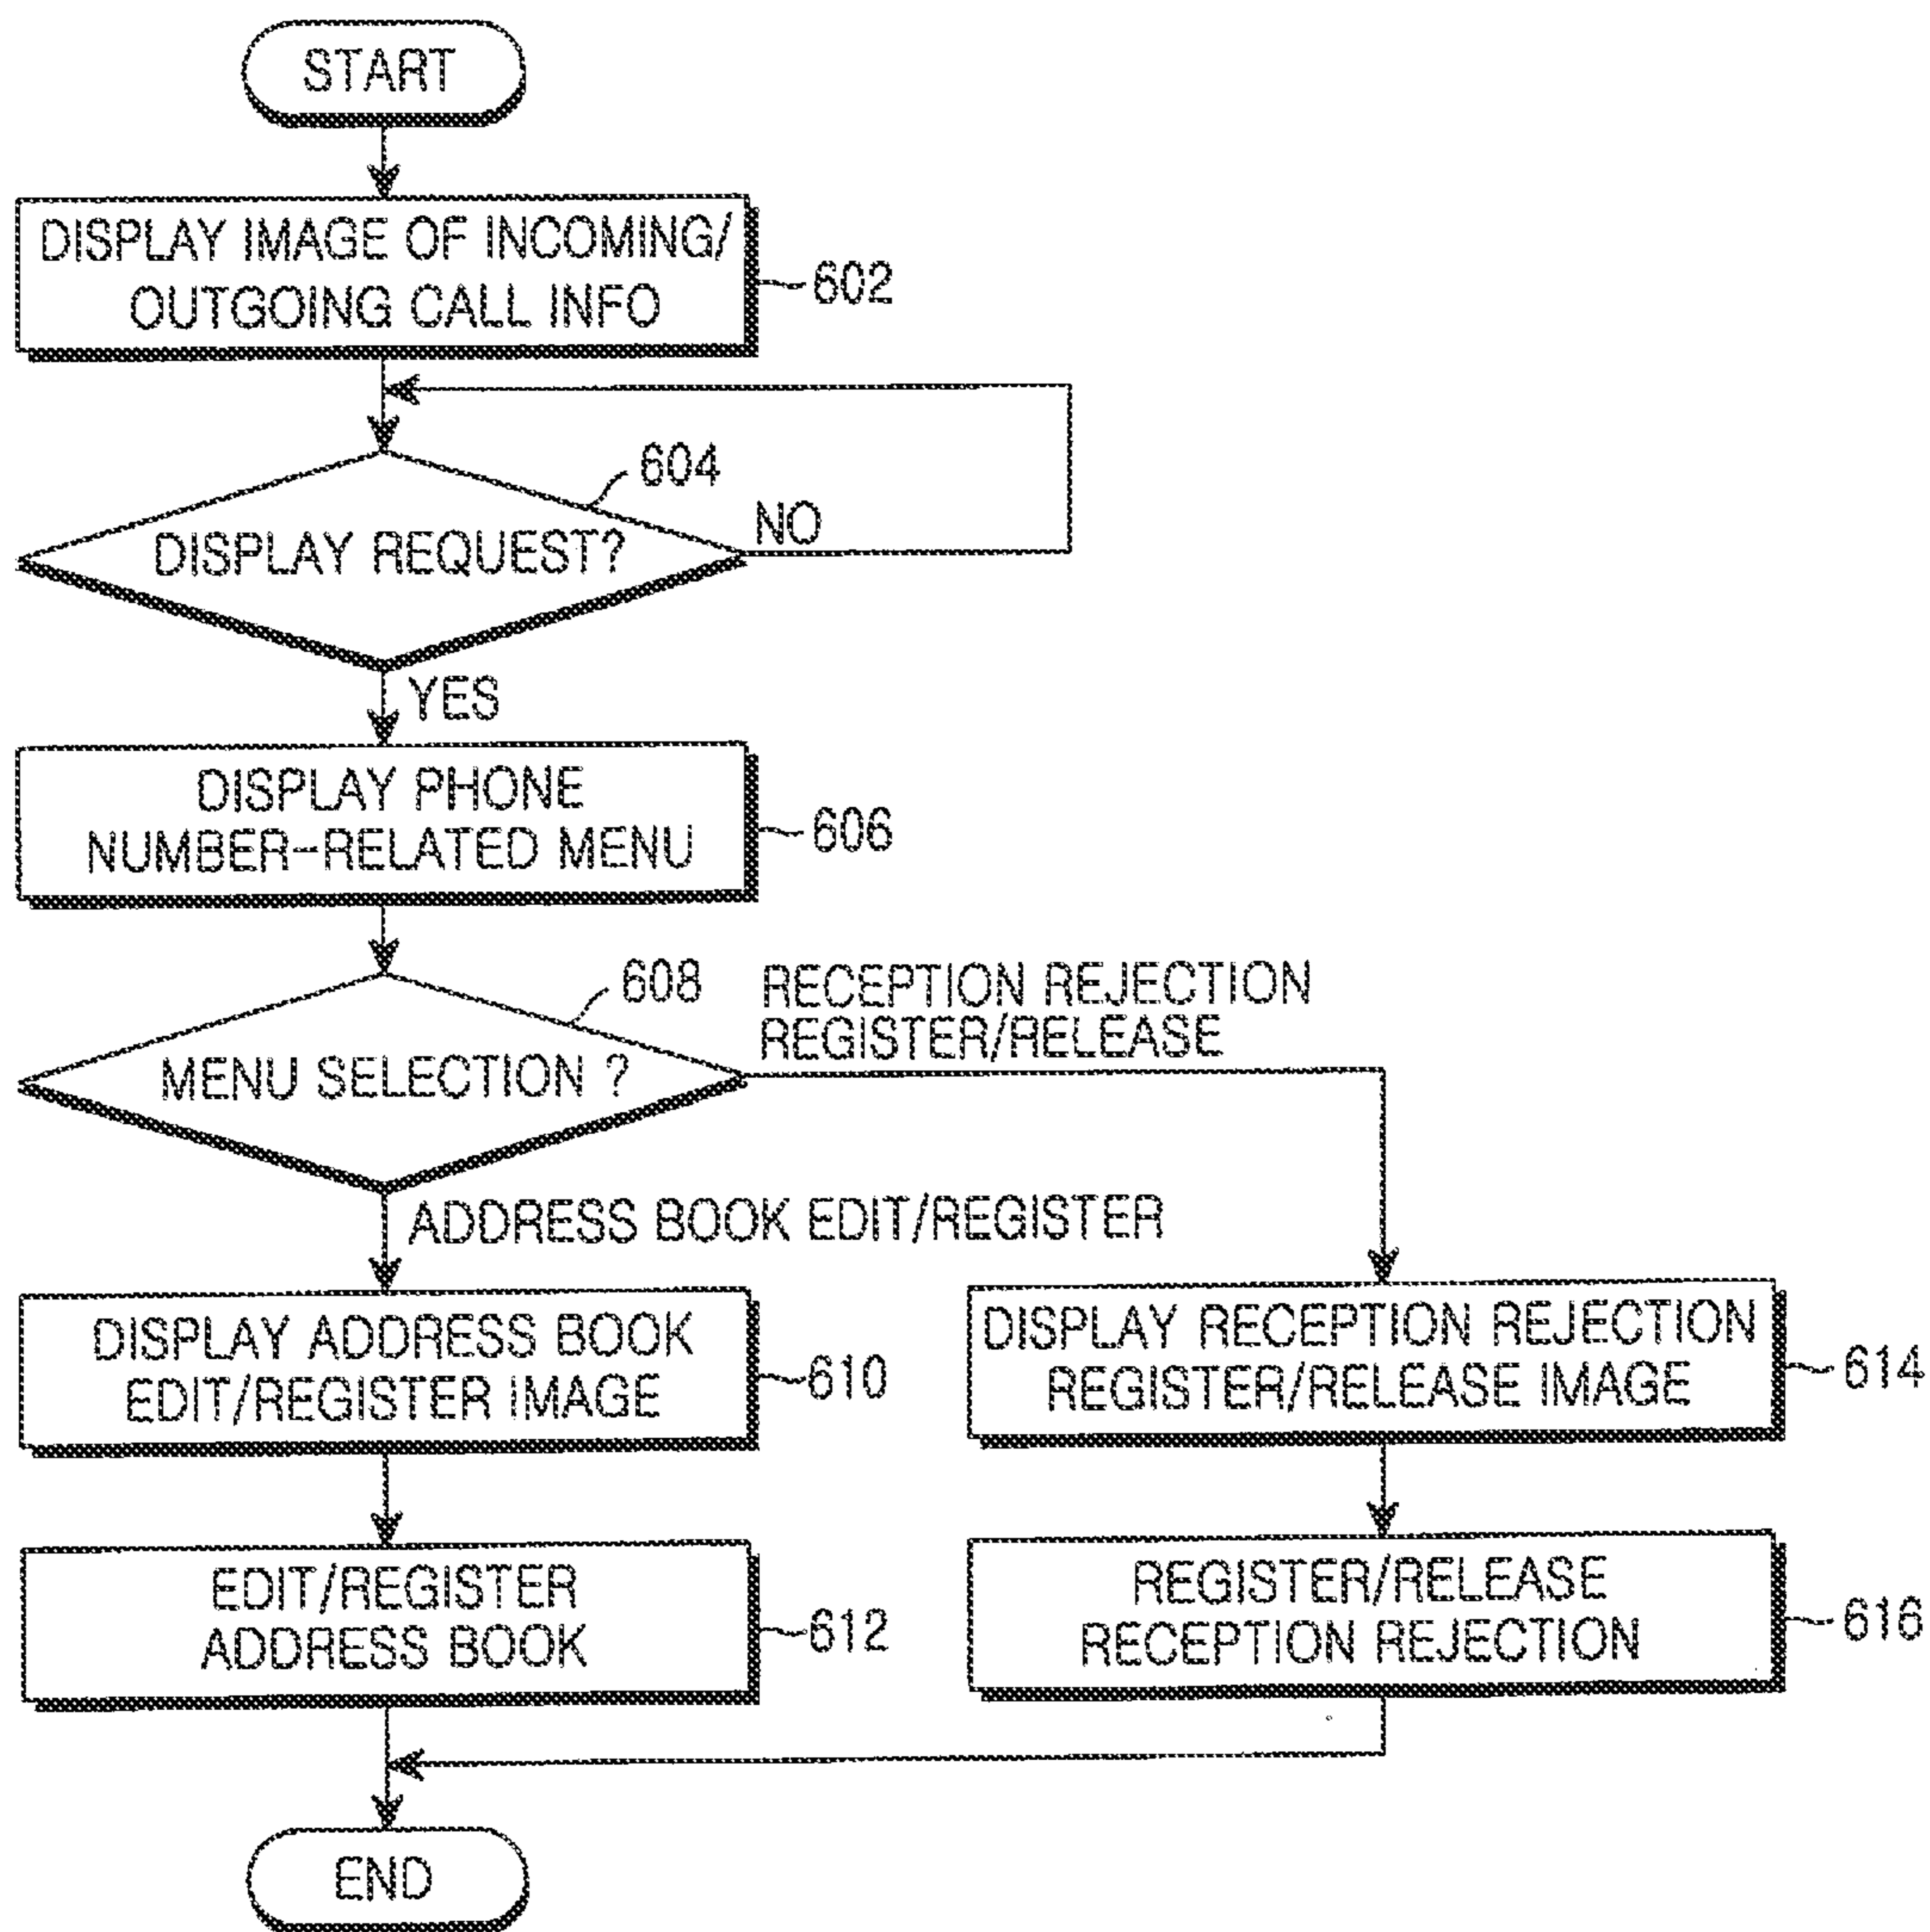 START
DISPLAY IMAGE OF INCOMING/
OUTGOING CALL INFO
602
604
DISPLAY REQUEST?
NO
YES
DISPLAY PHONE
NUMBER-RELATED MENU
606
608
MENU SELECTION ?
RECEPTION REJECTION
REGISTER/RELEASE
ADDRESS BOOK EDIT/REGISTER
DISPLAY ADDRESS BOOK
EDIT/REGISTER IMAGE
610
DISPLAY RECEPTION REJECTION
REGISTER/RELEASE IMAGE
614
EDIT/REGISTER
ADDRESS BOOK
612
REGISTER/RELEASE
RECEPTION REJECTION
616
END